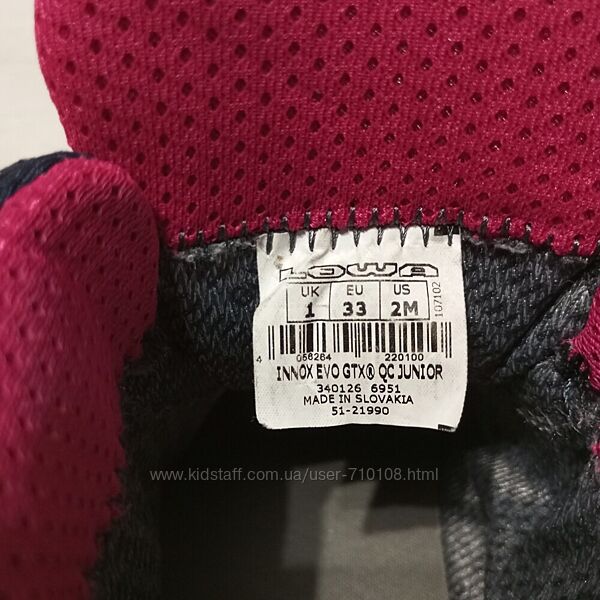 LOWA
UK EU US
1 33 2M
107102
4 056284 220100
INNOX EVO GTX® QC JUNIOR
340126 6951
MADE IN SLOVAKIA
51-21990
www.kidstaff.com.ua/user-710108.html